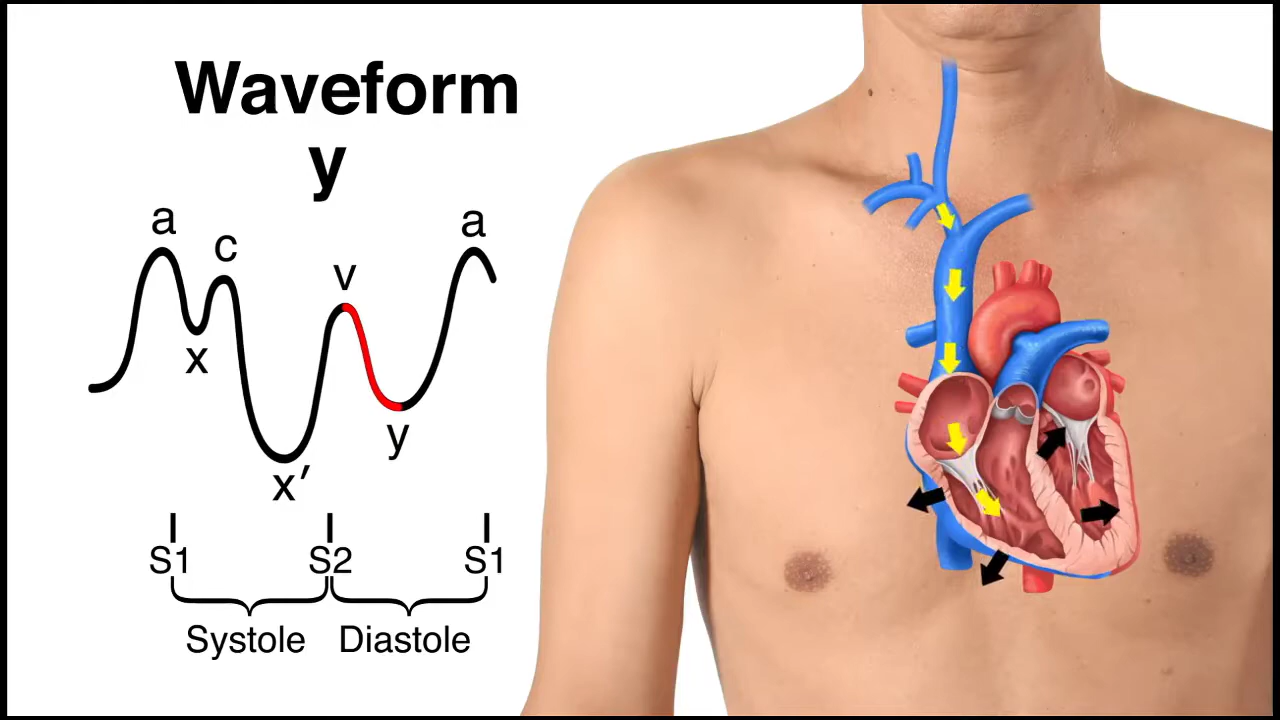 Waveform
y
a
a
c
v
x
y
x′
S1 S2 S1
Systole Diastole